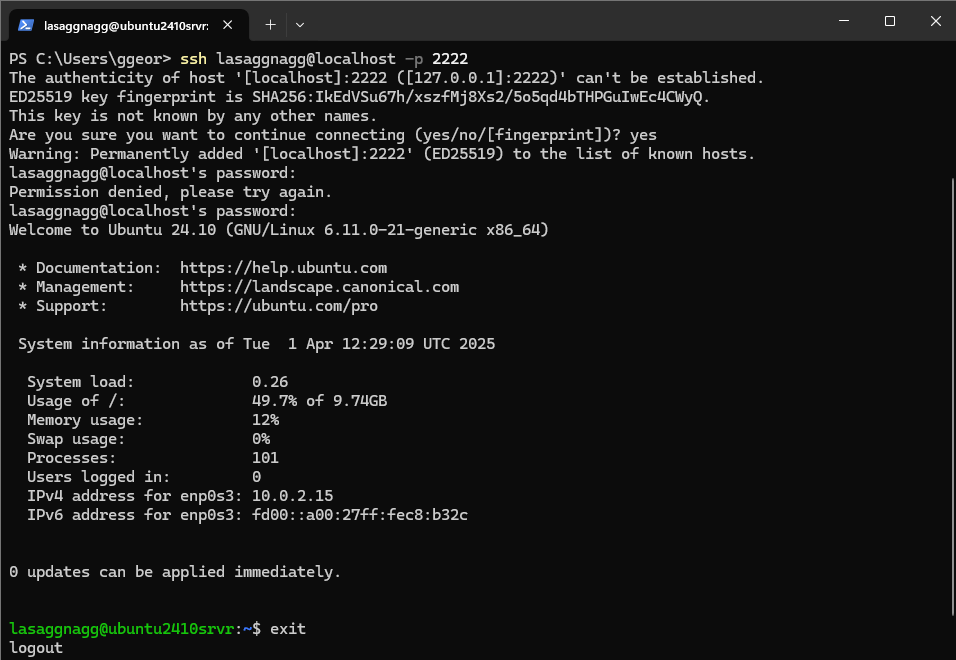 lasaggnagg@ubuntu2410srvr:
PS C:\Users\ggeor> ssh lasaggnagg@localhost -p 2222
The authenticity of host '[localhost]:2222 ([127.0.0.1]:2222)' can't be established.
ED25519 key fingerprint is SHA256:IkEdVSu67h/xszfMj8Xs2/5o5qd4bTHPGuIwEc4CWyQ.
This key is not known by any other names.
Are you sure you want to continue connecting (yes/no/[fingerprint])? yes
Warning: Permanently added '[localhost]:2222' (ED25519) to the list of known hosts.
lasaggnagg@localhost's password:
Permission denied, please try again.
lasaggnagg@localhost's password:
Welcome to Ubuntu 24.10 (GNU/Linux 6.11.0-21-generic x86_64)

 * Documentation:  https://help.ubuntu.com
 * Management:     https://landscape.canonical.com
 * Support:        https://ubuntu.com/pro

 System information as of Tue  1 Apr 12:29:09 UTC 2025

  System load:             0.26
  Usage of /:              49.7% of 9.74GB
  Memory usage:            12%
  Swap usage:              0%
  Processes:               101
  Users logged in:         0
  IPv4 address for enp0s3: 10.0.2.15
  IPv6 address for enp0s3: fd00::a00:27ff:fec8:b32c

0 updates can be applied immediately.

lasaggnagg@ubuntu2410srvr:~$ exit
logout